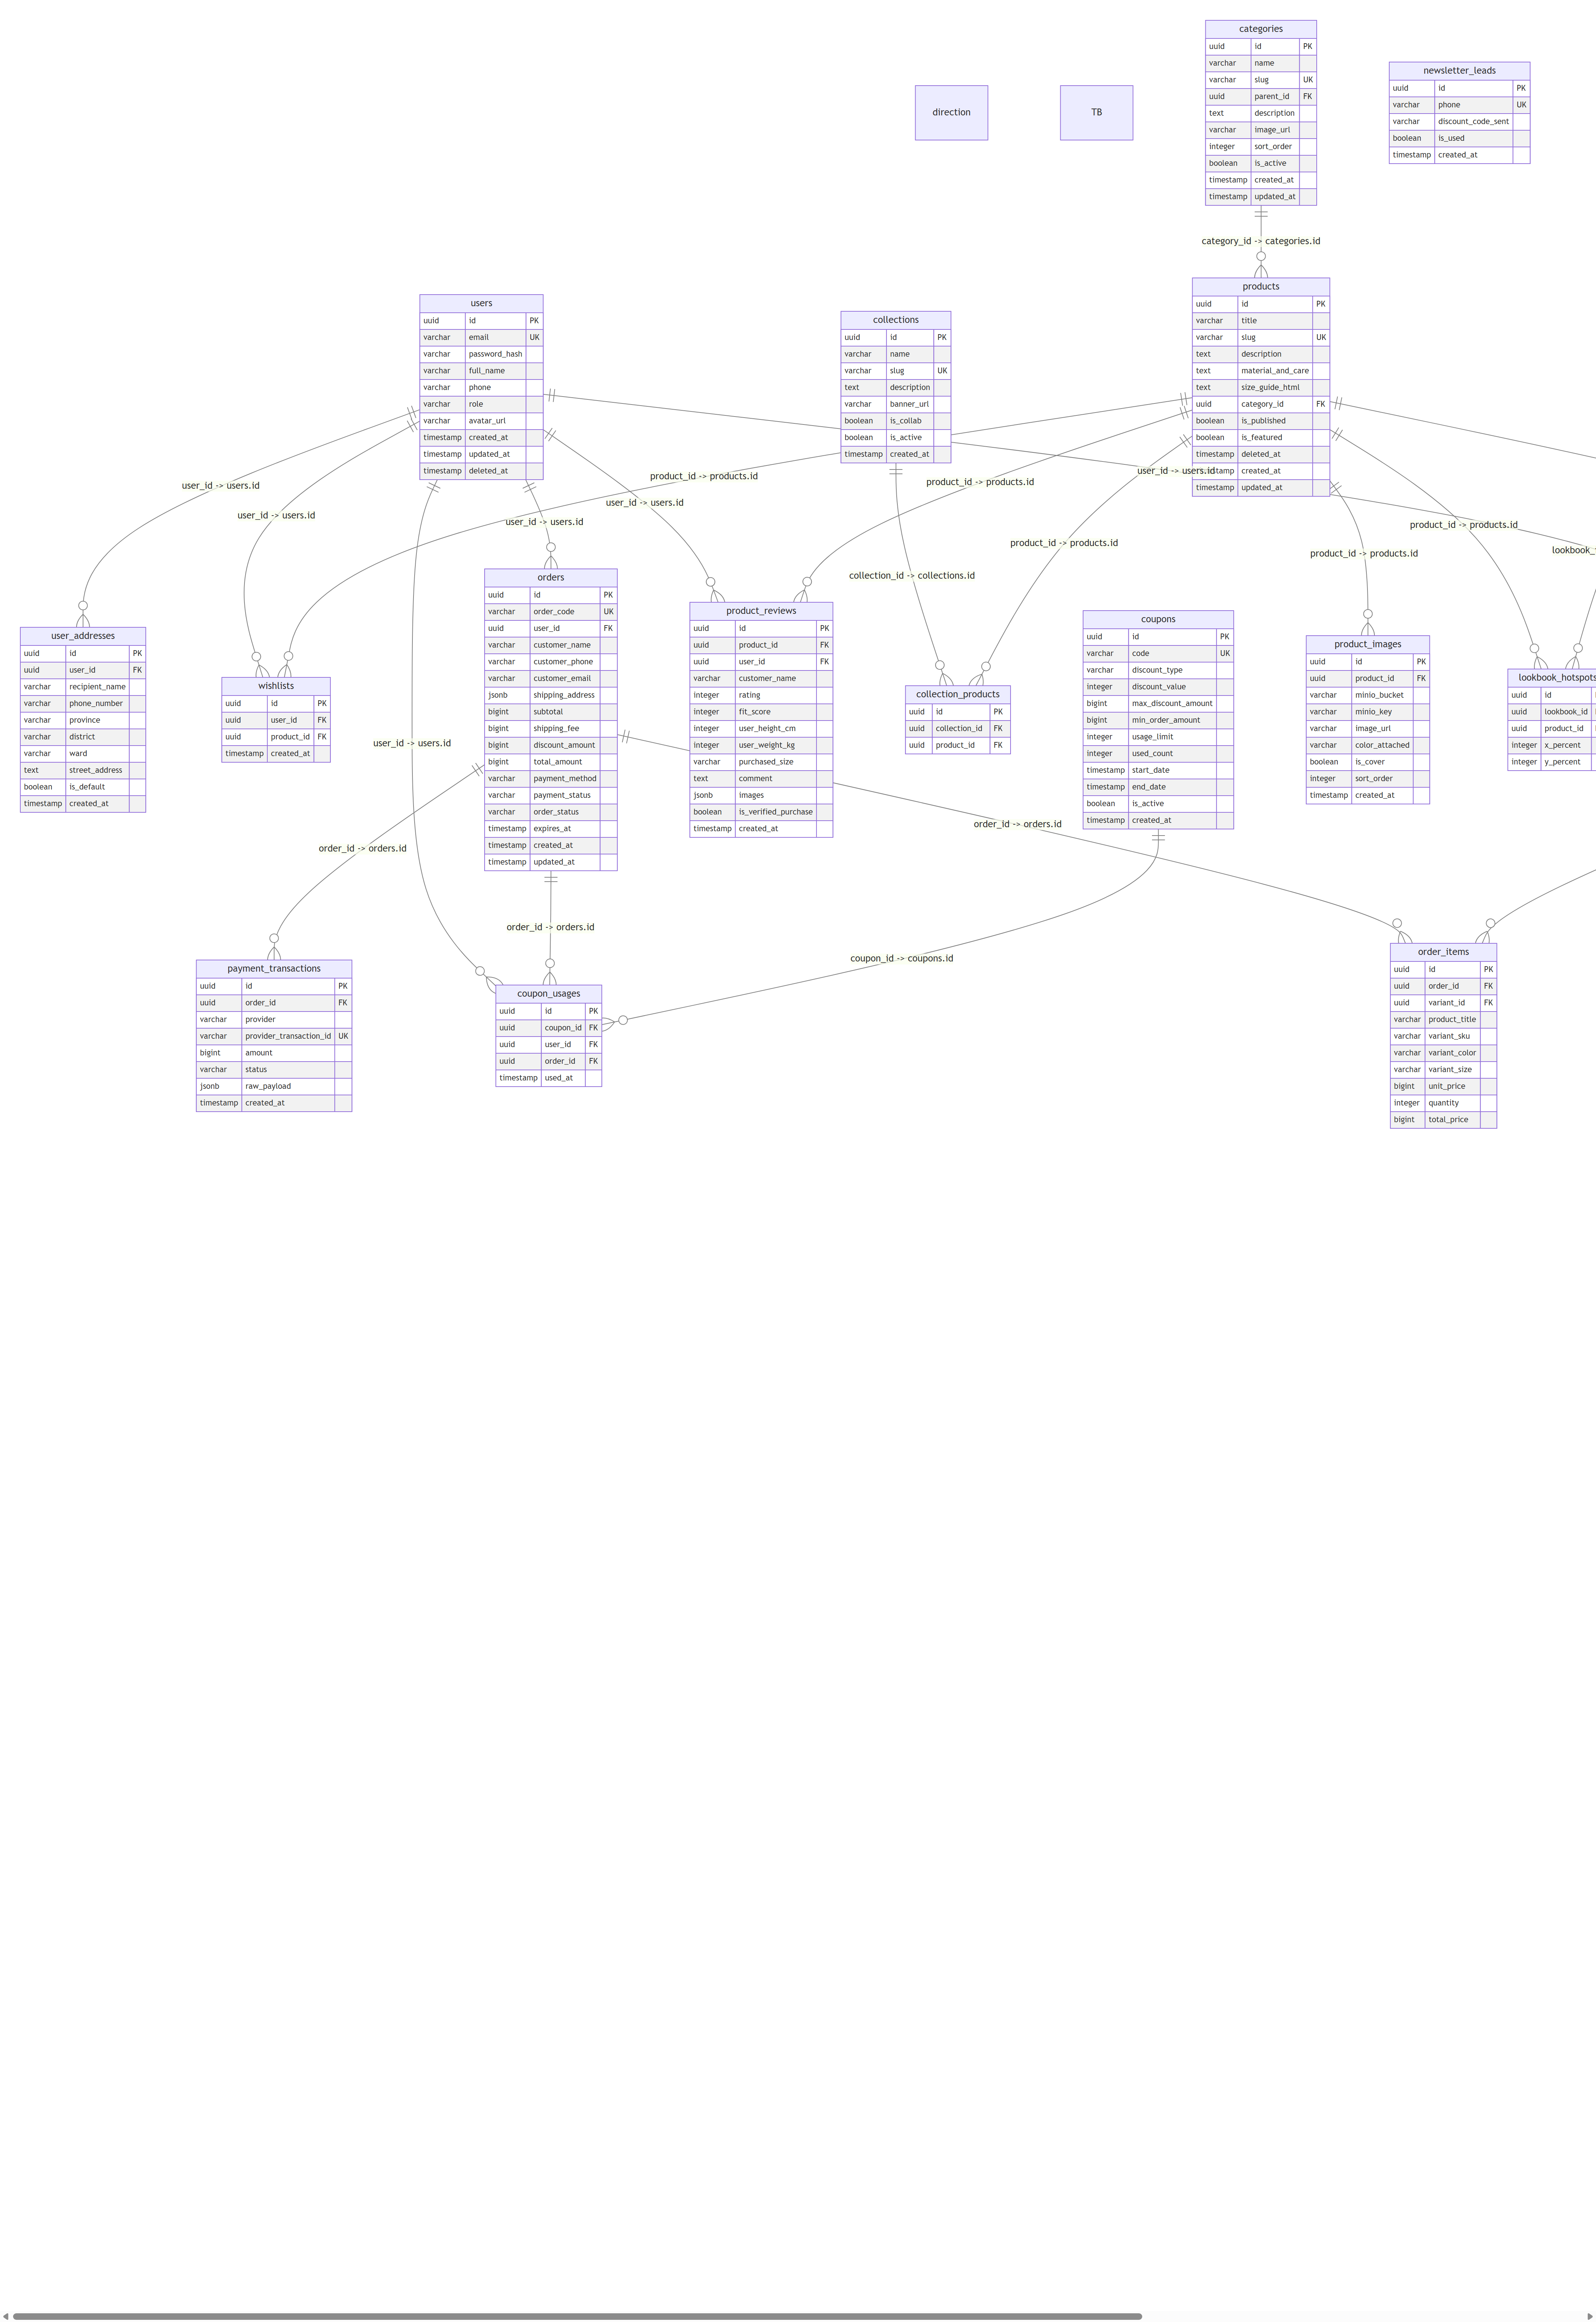 categories
uuid id PK
varchar name
varchar slug UK
uuid parent_id FK
text description
varchar image_url
integer sort_order
boolean is_active
timestamp created_at
timestamp updated_at
newsletter_leads
uuid id PK
varchar phone UK
varchar discount_code_sent
boolean is_used
timestamp created_at
direction
TB
category_id -> categories.id
users
uuid id PK
varchar email UK
varchar password_hash
varchar full_name
varchar phone
varchar role
varchar avatar_url
timestamp created_at
timestamp updated_at
timestamp deleted_at
collections
uuid id PK
varchar name
varchar slug UK
text description
varchar banner_url
boolean is_collab
boolean is_active
timestamp created_at
products
uuid id PK
varchar title
varchar slug UK
text description
text material_and_care
text size_guide_html
uuid category_id FK
boolean is_published
boolean is_featured
timestamp deleted_at
timestamp created_at
timestamp updated_at
user_id -> users.id
user_id -> users.id
product_id -> products.id
user_id -> users.id
user_id -> users.id
product_id -> products.id
user_id -> users.id
product_id -> products.id
collection_id -> collections.id
product_id -> products.id
product_id -> products.id
user_addresses
uuid id PK
uuid user_id FK
varchar recipient_name
varchar phone_number
varchar province
varchar district
varchar ward
text street_address
boolean is_default
timestamp created_at
wishlists
uuid id PK
uuid user_id FK
uuid product_id FK
timestamp created_at
orders
uuid id PK
varchar order_code UK
uuid user_id FK
varchar customer_name
varchar customer_phone
varchar customer_email
jsonb shipping_address
bigint subtotal
bigint shipping_fee
bigint discount_amount
bigint total_amount
varchar payment_method
varchar payment_status
varchar order_status
timestamp expires_at
timestamp created_at
timestamp updated_at
product_reviews
uuid id PK
uuid product_id FK
uuid user_id FK
varchar customer_name
integer rating
integer fit_score
integer user_height_cm
integer user_weight_kg
varchar purchased_size
text comment
jsonb images
boolean is_verified_purchase
timestamp created_at
collection_products
uuid id PK
uuid collection_id FK
uuid product_id FK
coupons
uuid id PK
varchar code UK
varchar discount_type
integer discount_value
bigint max_discount_amount
bigint min_order_amount
integer usage_limit
integer used_count
timestamp start_date
timestamp end_date
boolean is_active
timestamp created_at
product_images
uuid id PK
uuid product_id FK
varchar minio_bucket
varchar minio_key
varchar image_url
varchar color_attached
boolean is_cover
integer sort_order
timestamp created_at
lookbook_hotspots
uuid id
uuid lookbook_id
uuid product_id
integer x_percent
integer y_percent
user_id -> users.id
order_id -> orders.id
order_id -> orders.id
order_id -> orders.id
coupon_id -> coupons.id
payment_transactions
uuid id PK
uuid order_id FK
varchar provider
varchar provider_transaction_id UK
bigint amount
varchar status
jsonb raw_payload
timestamp created_at
coupon_usages
uuid id PK
uuid coupon_id FK
uuid user_id FK
uuid order_id FK
timestamp used_at
order_items
uuid id PK
uuid order_id FK
uuid variant_id FK
varchar product_title
varchar variant_sku
varchar variant_color
varchar variant_size
bigint unit_price
integer quantity
bigint total_price